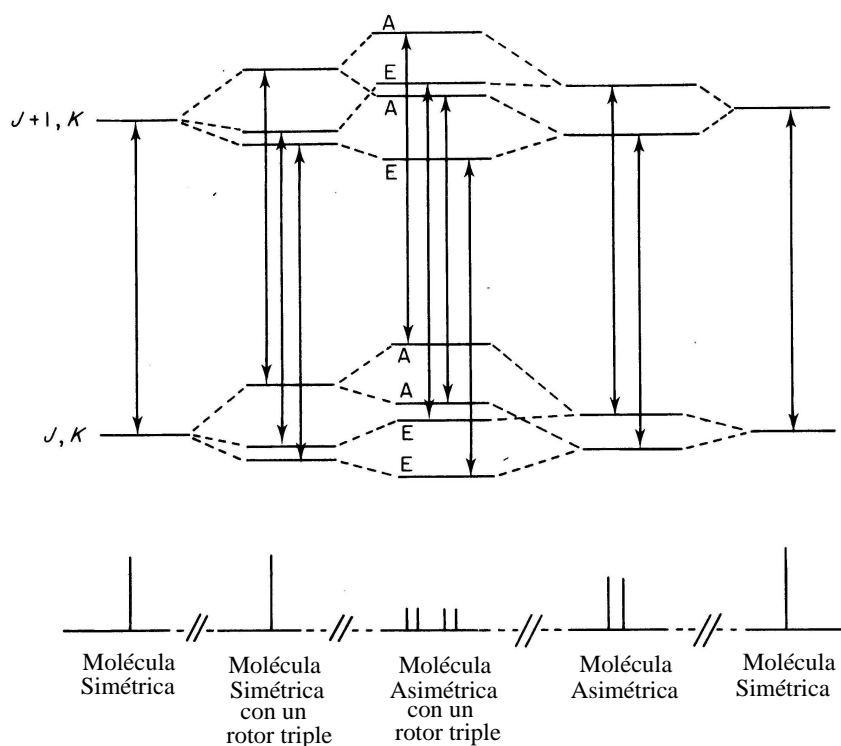 A
E
A
J+1, K
E
A
A
J, K
E
E
Molécula
Simétrica
Molécula
Simétrica
con un
rotor triple
Molécula
Asimétrica
con un
rotor triple
Molécula
Asimétrica
Molécula
Simétrica